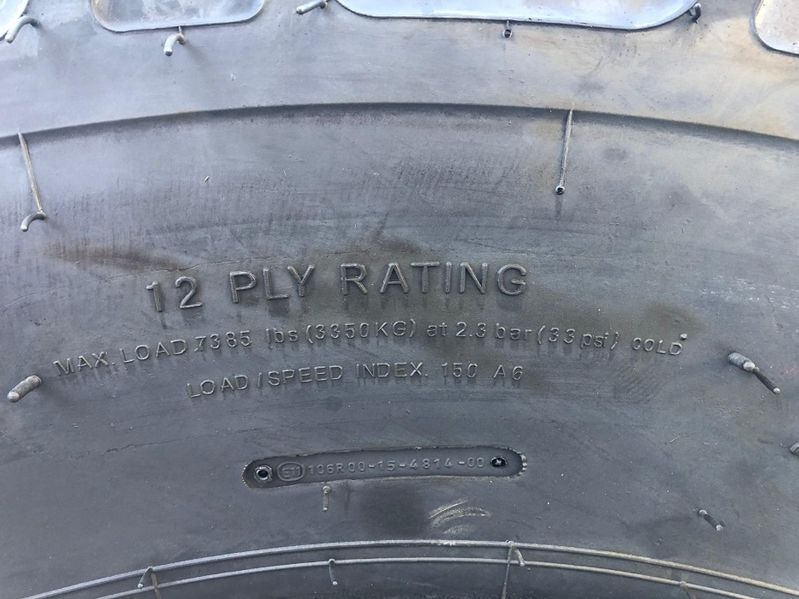 12 PLY RATING
MAX. LOAD 7385 lbs (3350KG) at 2.3 bar (33 psi) COLD
LOAD / SPEED INDEX. 150 A6
106R00-15-4814-00